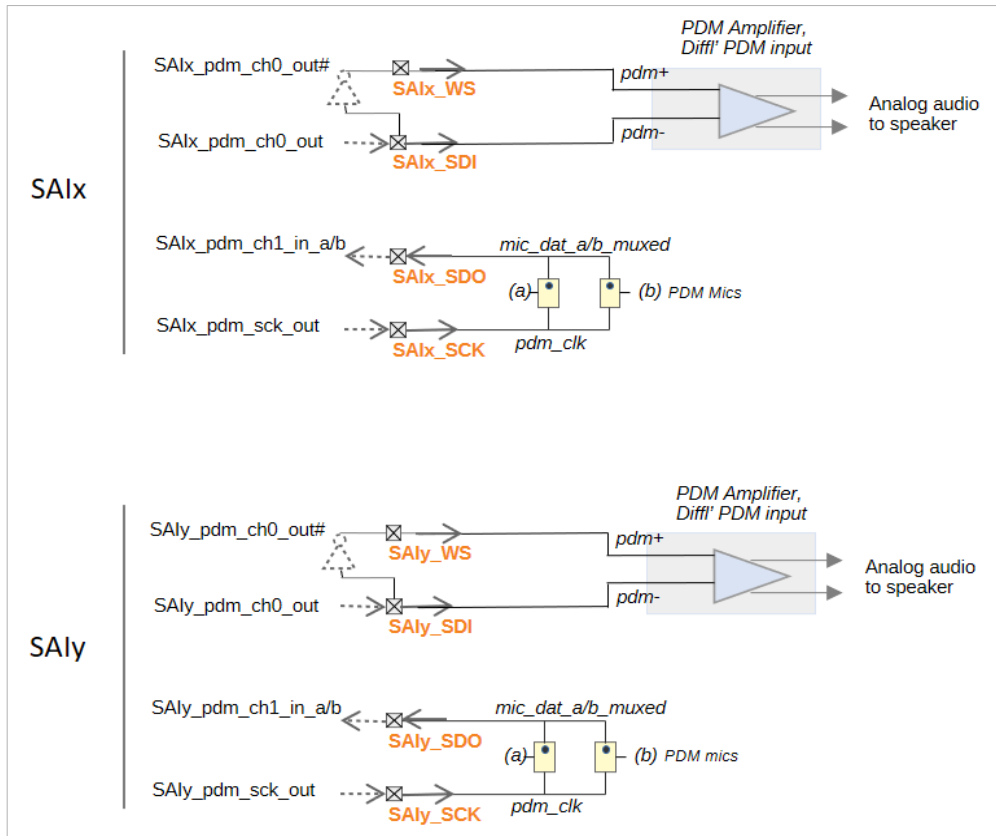 PDM Amplifier,
Diffl' PDM input
SAIx_pdm_ch0_out#
pdm+
SAIx_WS
Analog audio
to speaker
SAIx_pdm_ch0_out
pdm-
SAIx_SDI
SAIx
SAIx_pdm_ch1_in_a/b
mic_dat_a/b_muxed
SAIx_SDO
(a)
(b) PDM Mics
SAIx_pdm_sck_out
SAIx_SCK
pdm_clk
PDM Amplifier,
Diffl' PDM input
SAIy_pdm_ch0_out#
pdm+
SAIy_WS
Analog audio
to speaker
SAIy_pdm_ch0_out
pdm-
SAIy_SDI
SAIy
SAIy_pdm_ch1_in_a/b
mic_dat_a/b_muxed
SAIy_SDO
(a)
(b) PDM mics
SAIy_pdm_sck_out
SAIy_SCK
pdm_clk